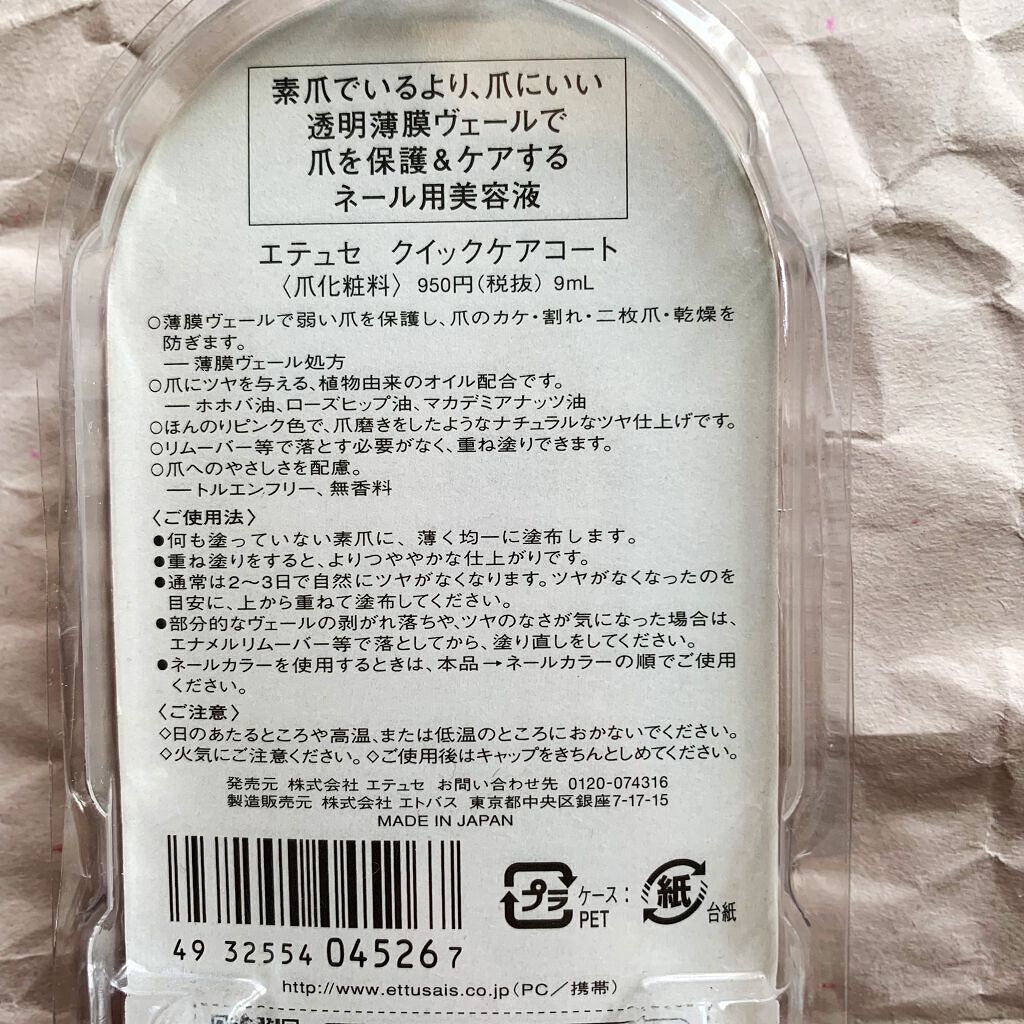 素爪でいるより、爪にいい
透明薄膜ヴェールで
爪を保護&ケアする
ネール用美容液
エテュセ クイックケアコート
〈爪化粧料〉 950円(税抜) 9mL
○薄膜ヴェールで弱い爪を保護し、爪のカケ・割れ・二枚爪・乾燥を
防ぎます。
― 薄膜ヴェール処方
○爪にツヤを与える、植物由来のオイル配合です。
― ホホバ油、ローズヒップ油、マカデミアナッツ油
○ほんのりピンク色で、爪磨きをしたようなナチュラルなツヤ仕上げです。
○リムーバー等で落とす必要がなく、重ね塗りできます。
○爪へのやさしさを配慮。
― トルエンフリー、無香料
〈ご使用法〉
●何も塗っていない素爪に、薄く均一に塗布します。
●重ね塗りをすると、よりつややかな仕上がりです。
●通常は2~3日で自然にツヤがなくなります。ツヤがなくなったのを
目安に、上から重ねて塗布してください。
●部分的なヴェールの剥がれ落ちや、ツヤのなさが気になった場合は、
エナメルリムーバー等で落としてから、塗り直しをしてください。
●ネールカラーを使用するときは、本品→ネールカラーの順でご使用
ください。
〈ご注意〉
◇日のあたるところや高温、または低温のところにおかないでください。
◇火気にご注意ください。◇ご使用後はキャップをきちんとしめてください。
発売元 株式会社 エテュセ お問い合わせ先 0120-074316
製造販売元 株式会社 エトバス 東京都中央区銀座7-17-15
MADE IN JAPAN
プラ ケース: PET
紙 台紙
49 32554 04526 7
http://www.ettusais.co.jp(PC/携帯)